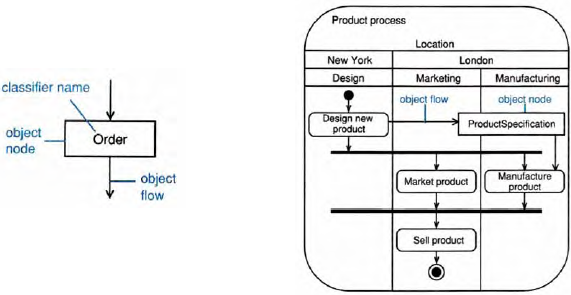 classifier name
object
node
Order
object
flow
Product process
Location
New York
London
Design
Marketing
Manufacturing
object flow
object node
Design new
product
ProductSpecification
Market product
Manufacture
product
Sell product